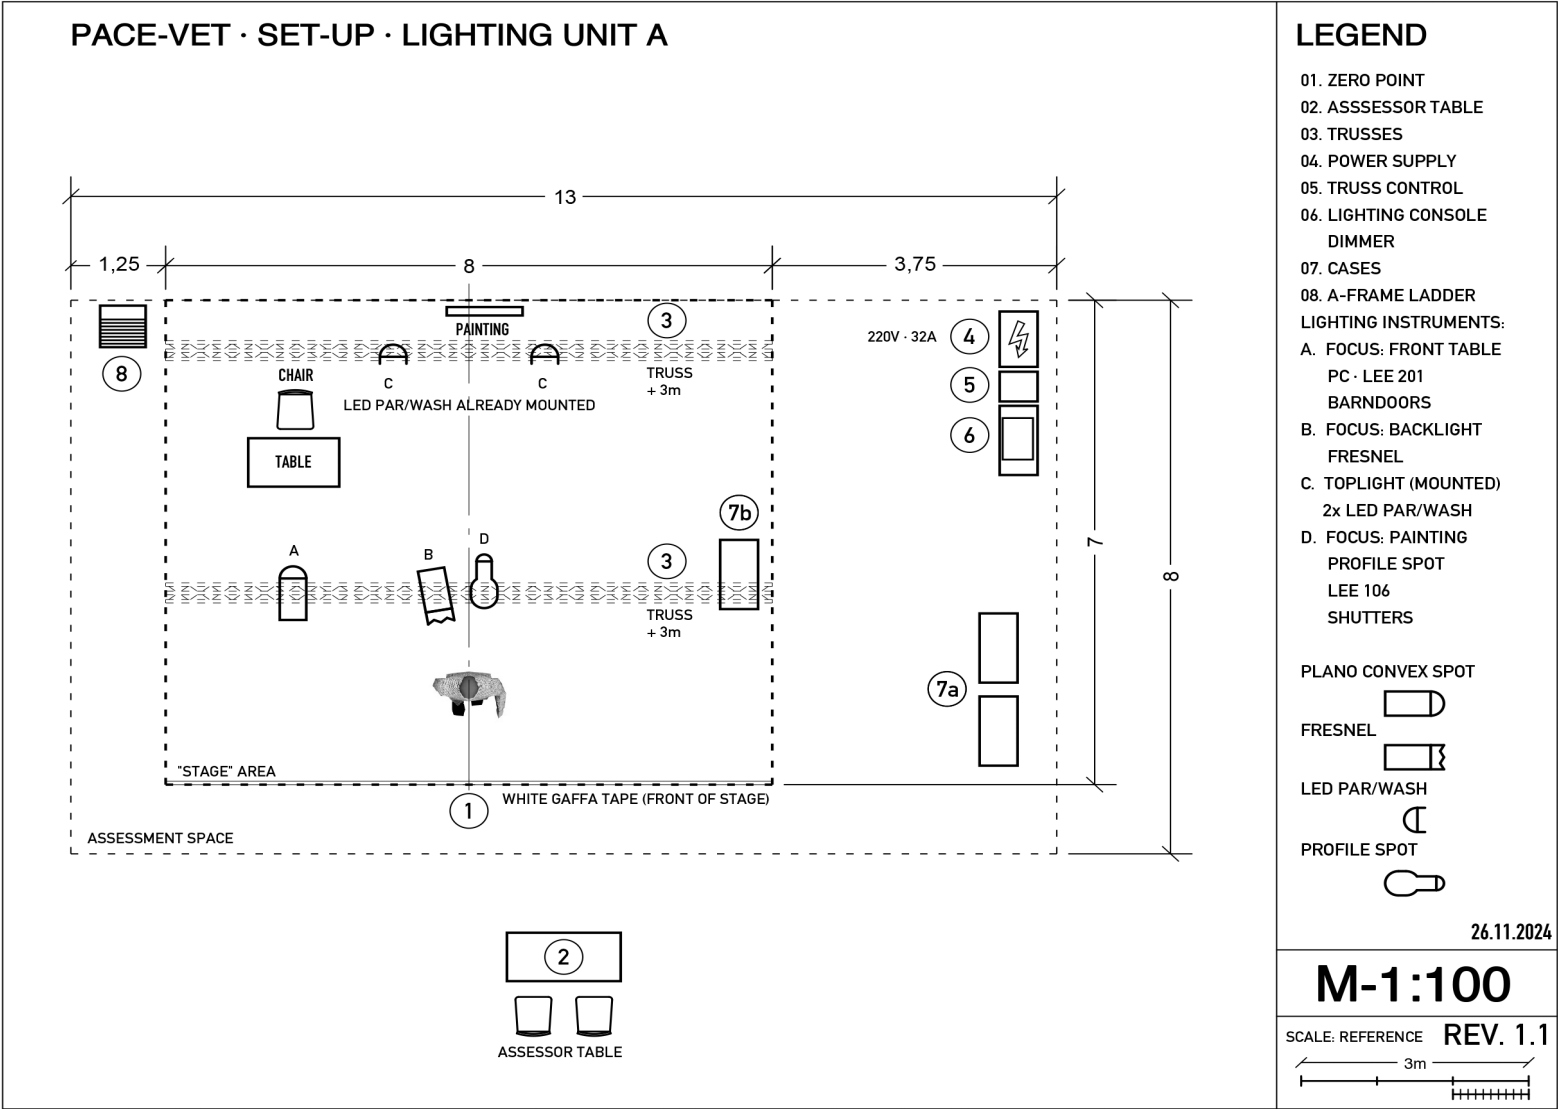 PACE-VET · SET-UP · LIGHTING UNIT A
13
1,25
8
3,75
PAINTING
3
TRUSS
+ 3m
220V · 32A
4
5
6
8
CHAIR
C
C
LED PAR/WASH ALREADY MOUNTED
TABLE
7b
A
B
D
3
TRUSS
+ 3m
7
8
7a
"STAGE" AREA
1
WHITE GAFFA TAPE (FRONT OF STAGE)
ASSESSMENT SPACE
2
ASSESSOR TABLE
LEGEND
01. ZERO POINT
02. ASSSESSOR TABLE
03. TRUSSES
04. POWER SUPPLY
05. TRUSS CONTROL
06. LIGHTING CONSOLE
DIMMER
07. CASES
08. A-FRAME LADDER
LIGHTING INSTRUMENTS:
A. FOCUS: FRONT TABLE
PC · LEE 201
BARNDOORS
B. FOCUS: BACKLIGHT
FRESNEL
C. TOPLIGHT (MOUNTED)
2x LED PAR/WASH
D. FOCUS: PAINTING
PROFILE SPOT
LEE 106
SHUTTERS
PLANO CONVEX SPOT
FRESNEL
LED PAR/WASH
PROFILE SPOT
26.11.2024
M-1:100
SCALE: REFERENCE REV. 1.1
3m